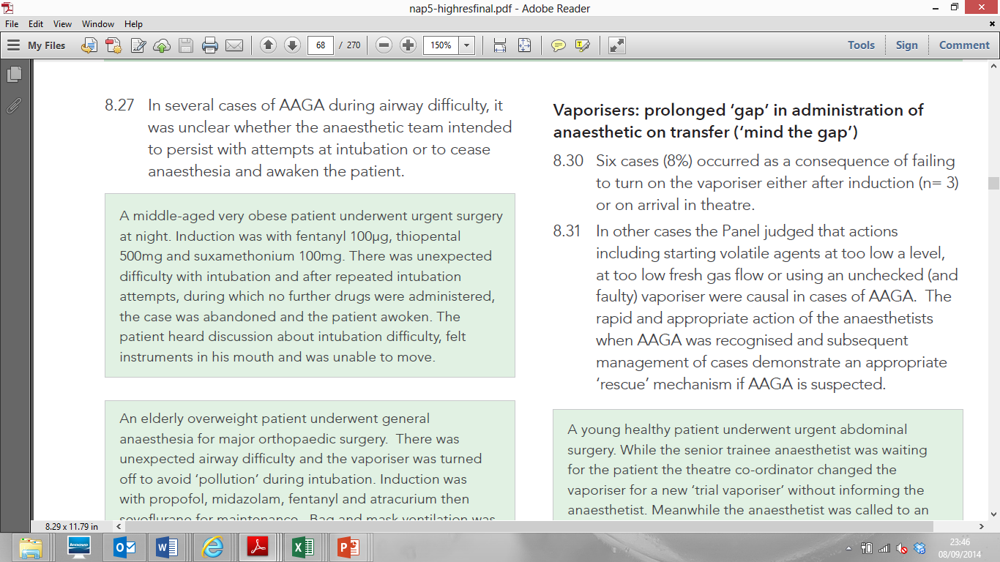 nap5-highresfinal.pdf - Adobe Reader
File Edit View Window Help
My Files
68 / 270
150%
Tools Sign Comment
8.27 In several cases of AAGA during airway difficulty, it
was unclear whether the anaesthetic team intended
to persist with attempts at intubation or to cease
anaesthesia and awaken the patient.
A middle-aged very obese patient underwent urgent surgery
at night. Induction was with fentanyl 100µg, thiopental
500mg and suxamethonium 100mg. There was unexpected
difficulty with intubation and after repeated intubation
attempts, during which no further drugs were administered,
the case was abandoned and the patient awoken. The
patient heard discussion about intubation difficulty, felt
instruments in his mouth and was unable to move.
An elderly overweight patient underwent general
anaesthesia for major orthopaedic surgery. There was
unexpected airway difficulty and the vaporiser was turned
off to avoid ‘pollution’ during intubation. Induction was
with propofol, midazolam, fentanyl and atracurium then
sevoflurane for maintenance. Bag and mask ventilation was
Vaporisers: prolonged ‘gap’ in administration of
anaesthetic on transfer (‘mind the gap’)
8.30 Six cases (8%) occurred as a consequence of failing
to turn on the vaporiser either after induction (n= 3)
or on arrival in theatre.
8.31 In other cases the Panel judged that actions
including starting volatile agents at too low a level,
at too low fresh gas flow or using an unchecked (and
faulty) vaporiser were causal in cases of AAGA. The
rapid and appropriate action of the anaesthetists
when AAGA was recognised and subsequent
management of cases demonstrate an appropriate
‘rescue’ mechanism if AAGA is suspected.
A young healthy patient underwent urgent abdominal
surgery. While the senior trainee anaesthetist was waiting
for the patient the theatre co-ordinator changed the
vaporiser for a new ‘trial vaporiser’ without informing the
anaesthetist. Meanwhile the anaesthetist was called to an
8.29 x 11.79 in
lenovo
23:46
08/09/2014